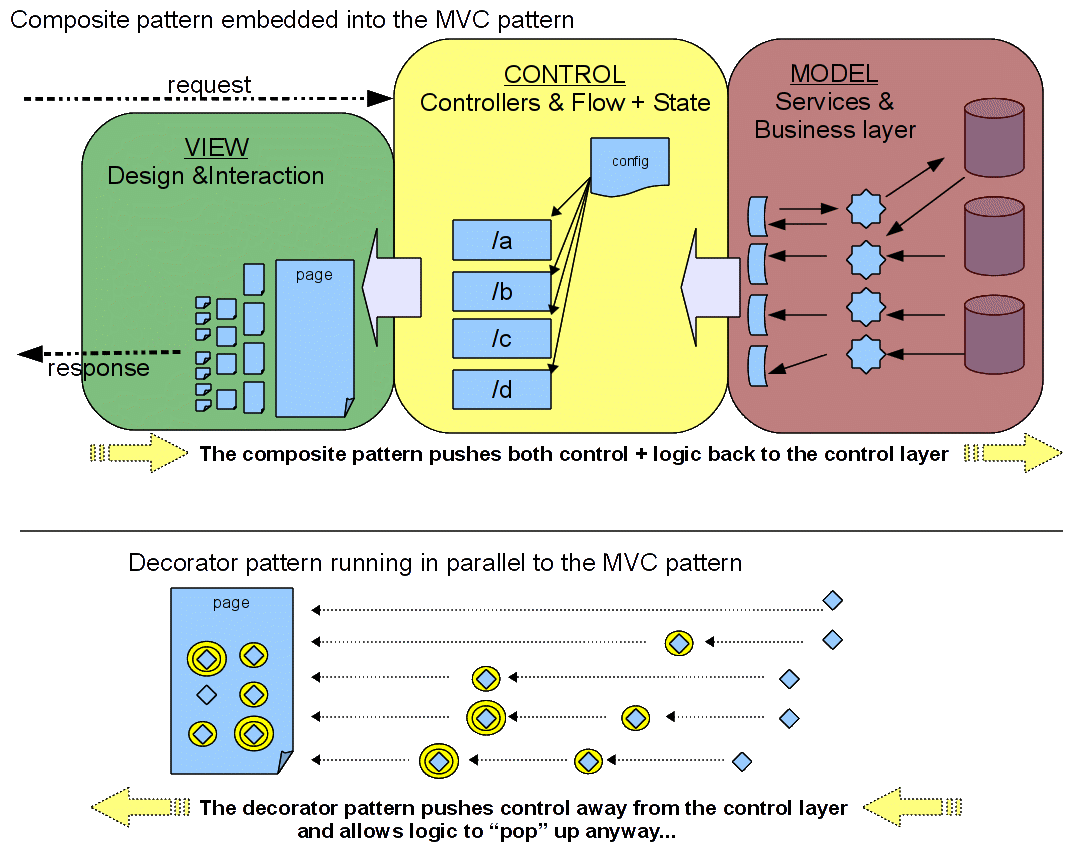 Composite pattern embedded into the MVC pattern
request
VIEW
Design &Interaction
page
response
CONTROL
Controllers & Flow + State
config
/a
/b
/c
/d
MODEL
Services &
Business layer
The composite pattern pushes both control + logic back to the control layer
Decorator pattern running in parallel to the MVC pattern
page
The decorator pattern pushes control away from the control layer
and allows logic to “pop” up anyway...